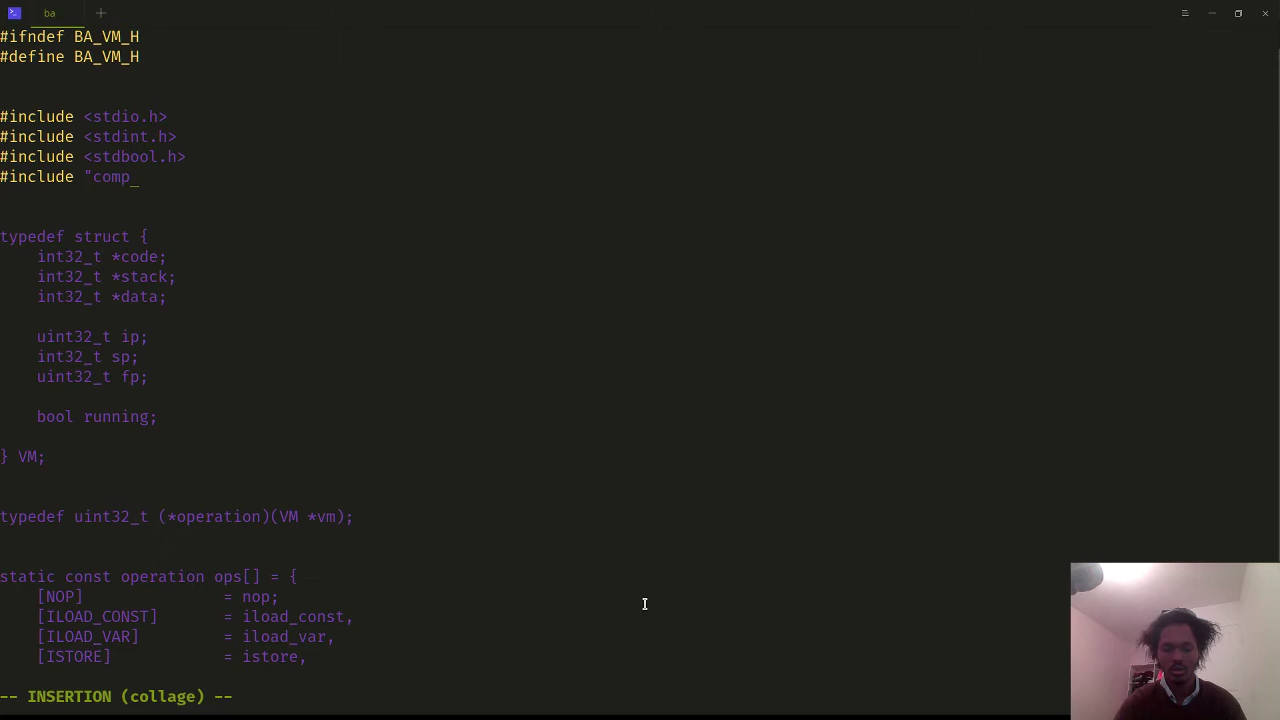 ba
#ifndef BA_VM_H
#define BA_VM_H
#include <stdio.h>
#include <stdint.h>
#include <stdbool.h>
#include "comp_
typedef struct {
    int32_t *code;
    int32_t *stack;
    int32_t *data;
    uint32_t ip;
    int32_t sp;
    uint32_t fp;
    bool running;
} VM;
typedef uint32_t (*operation)(VM *vm);
static const operation ops[] = {
    [NOP]               = nop;
    [ILOAD_CONST]       = iload_const,
    [ILOAD_VAR]         = iload_var,
    [ISTORE]            = istore,
-- INSERTION (collage) --